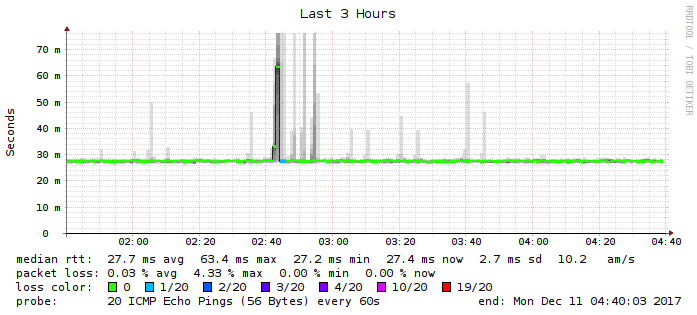 Last 3 Hours
RRDTOOL / TOBI OETIKER
Seconds
70 m
60 m
50 m
40 m
30 m
20 m
10 m
0
02:00 02:20 02:40 03:00 03:20 03:40 04:00 04:20 04:40
median rtt: 27.7 ms avg 63.4 ms max 27.2 ms min 27.4 ms now 2.7 ms sd 10.2 am/s
packet loss: 0.03 % avg 4.33 % max 0.00 % min 0.00 % now
loss color: 0 1/20 2/20 3/20 4/20 10/20 19/20
probe: 20 ICMP Echo Pings (56 Bytes) every 60s end: Mon Dec 11 04:40:03 2017